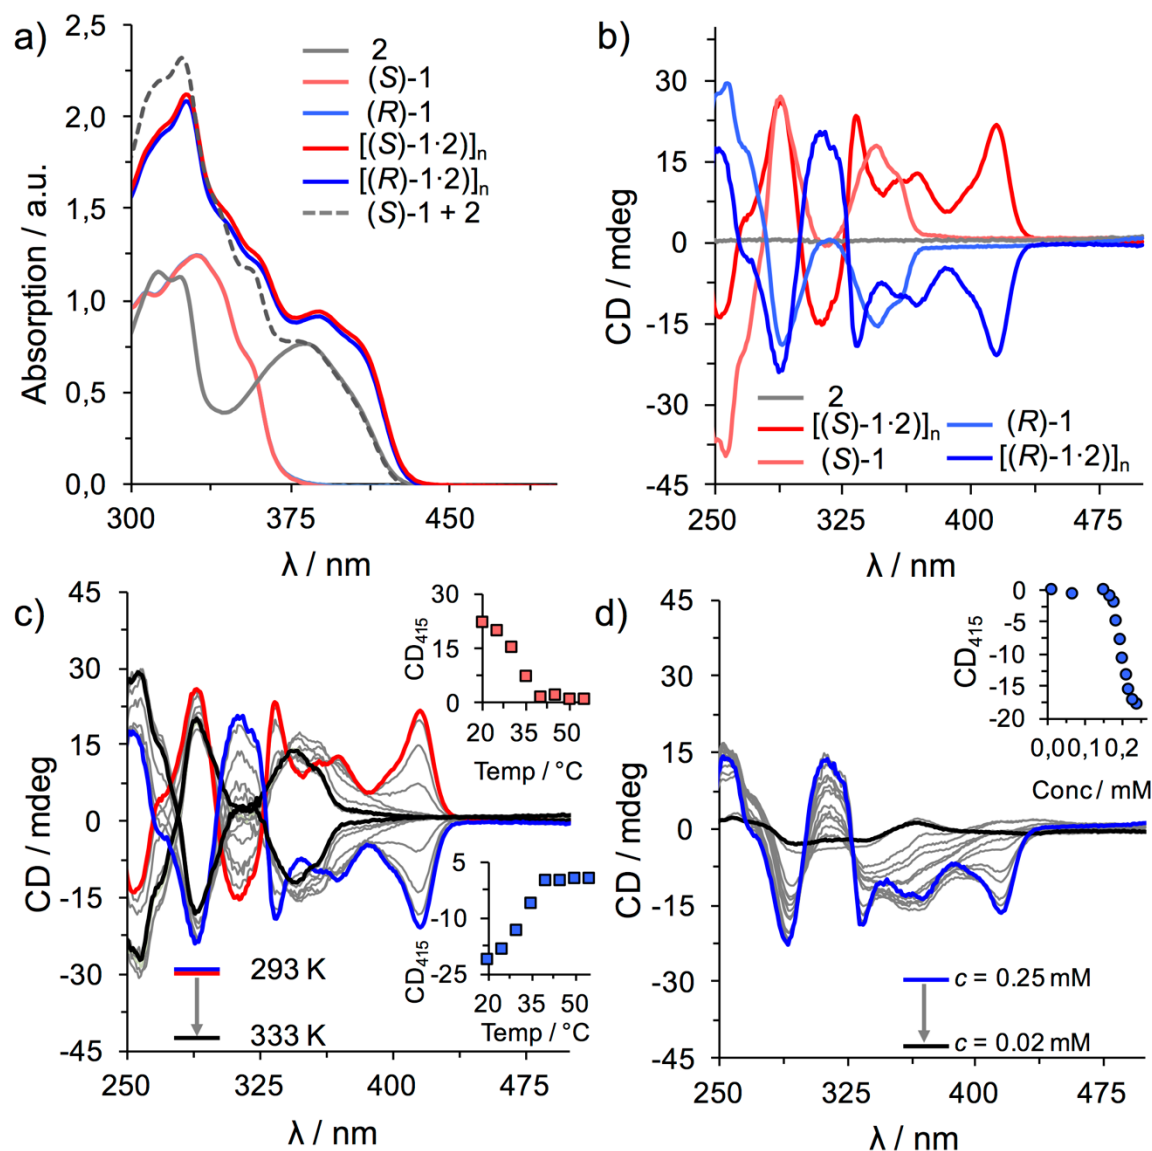 a)
2,5
2,0
1,5
1,0
0,5
0,0
Absorption / a.u.
300 375 450
λ / nm
2
(S)-1
(R)-1
[(S)-1·2)]n
[(R)-1·2)]n
(S)-1 + 2
b)
30
15
0
-15
-30
-45
CD / mdeg
250 325 400 475
λ / nm
2
[(S)-1·2)]n
(S)-1
(R)-1
[(R)-1·2)]n
c)
45
30
15
0
-15
-30
-45
CD / mdeg
250 325 400 475
λ / nm
293 K
333 K
30
15
0
CD415
20 35 50
Temp / °C
5
-10
-25
CD415
20 35 50
Temp / °C
d)
45
30
15
0
-15
-30
-45
CD / mdeg
250 325 400 475
λ / nm
c = 0.25 mM
c = 0.02 mM
0
-5
-10
-15
-20
CD415
0,00,10,2
Conc / mM